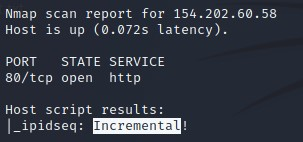 Nmap scan report for 154.202.60.58
Host is up (0.072s latency).
PORT   STATE SERVICE
80/tcp open  http
Host script results:
|_ipidseq: Incremental!